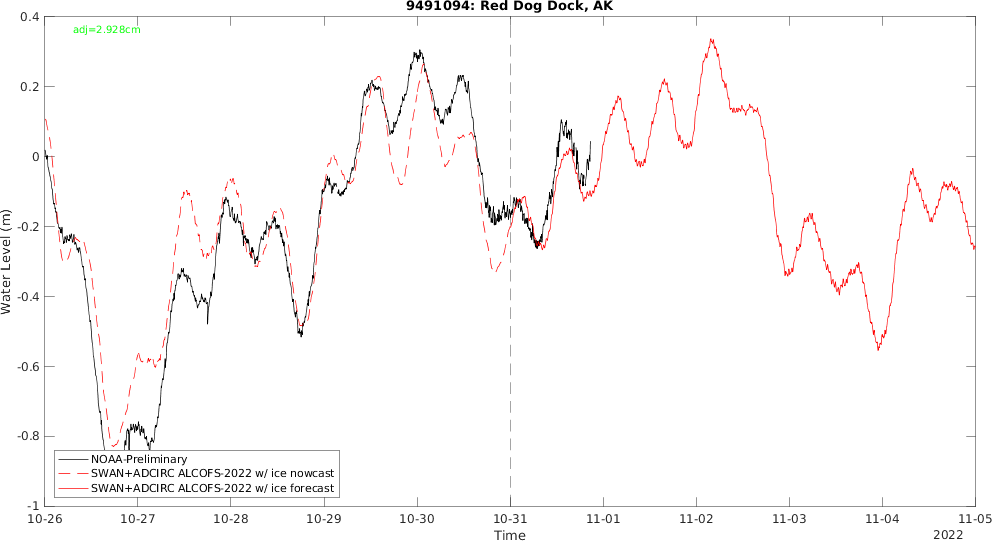 9491094: Red Dog Dock, AK
adj=2.928cm
Water Level (m)
0.4
0.2
0
-0.2
-0.4
-0.6
-0.8
-1
NOAA-Preliminary
SWAN+ADCIRC ALCOFS-2022 w/ ice nowcast
SWAN+ADCIRC ALCOFS-2022 w/ ice forecast
10-26 10-27 10-28 10-29 10-30 10-31 11-01 11-02 11-03 11-04 11-05
Time
2022